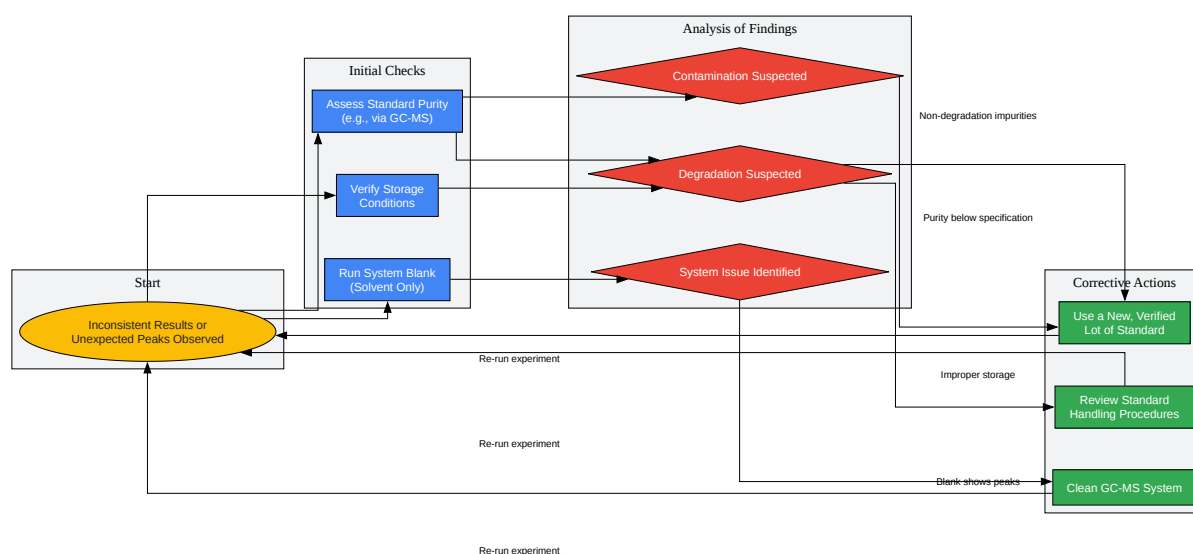 Analysis of Findings
Initial Checks
Contamination Suspected
Assess Standard Purity
(e.g., via GC-MS)
Non-degradation impurities
Degradation Suspected
Verify Storage
Conditions
Purity below specification
Run System Blank
(Solvent Only)
System Issue Identified
Start
Corrective Actions
Inconsistent Results or
Unexpected Peaks Observed
Use a New, Verified
Lot of Standard
Re-run experiment
Improper storage
Review Standard
Handling Procedures
Re-run experiment
Blank shows peaks
Clean GC-MS System
Re-run experiment